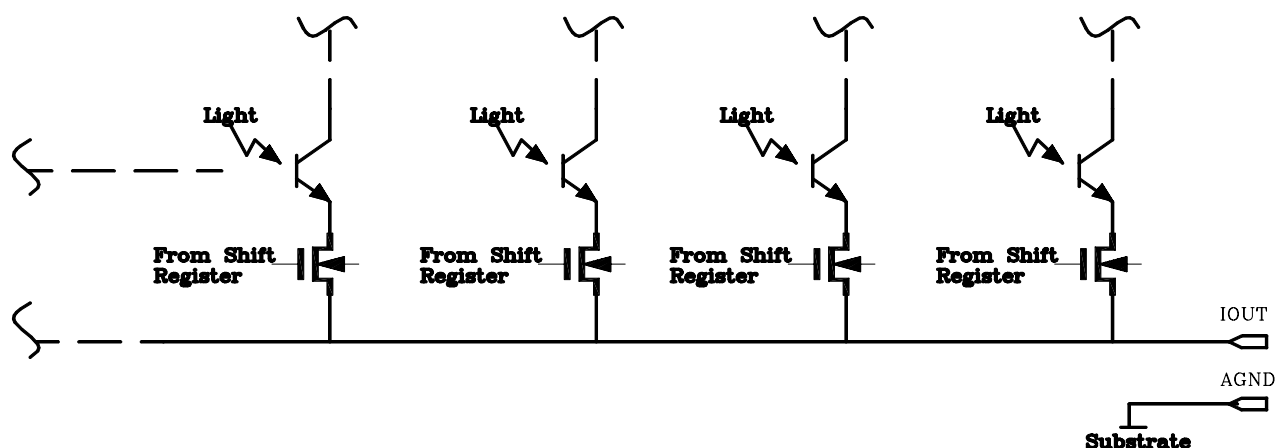 Light
Light
Light
Light
From Shift
Register
From Shift
Register
From Shift
Register
From Shift
Register
IOUT
AGND
Substrate